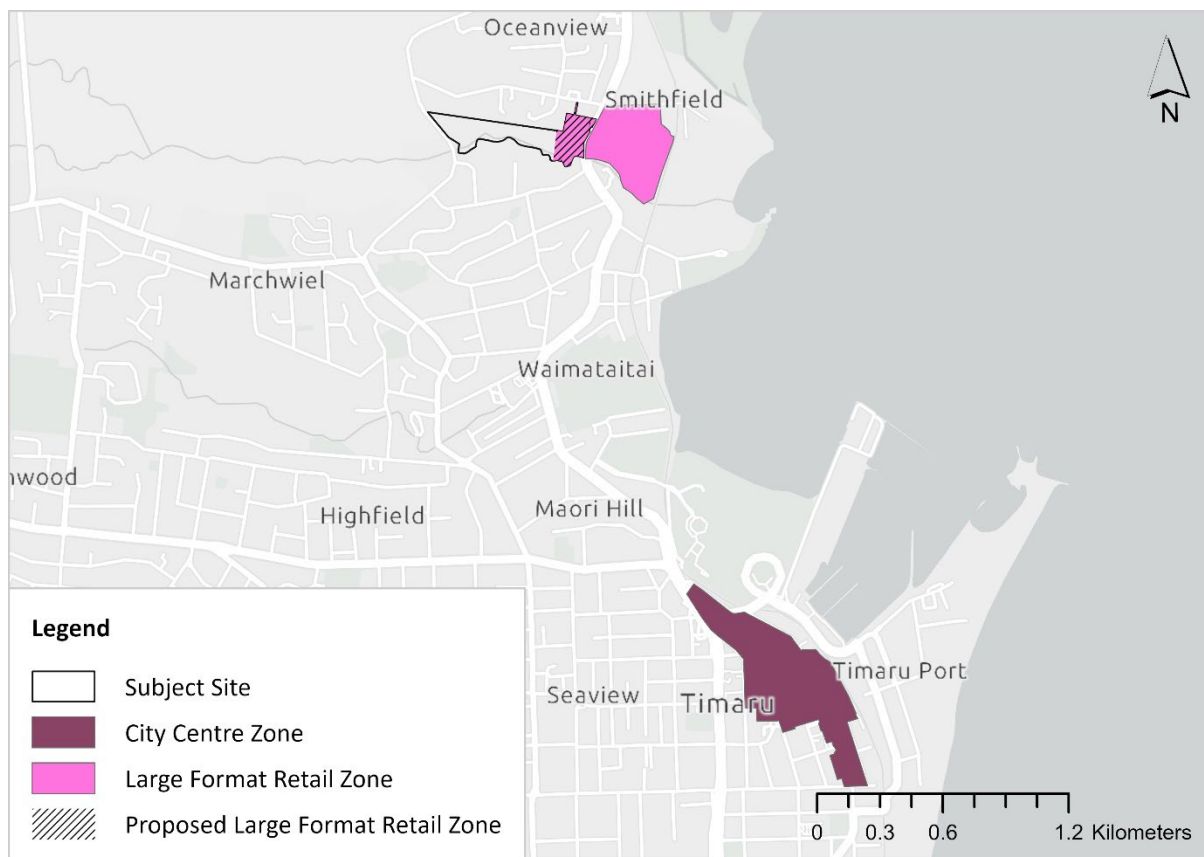 Oceanview
Smithfield
N
Marchwiel
Waimataitai
nwood
Highfield
Maori Hill
Timaru Port
Seaview
Timaru
Legend
Subject Site
City Centre Zone
Large Format Retail Zone
Proposed Large Format Retail Zone
0 0.3 0.6 1.2 Kilometers